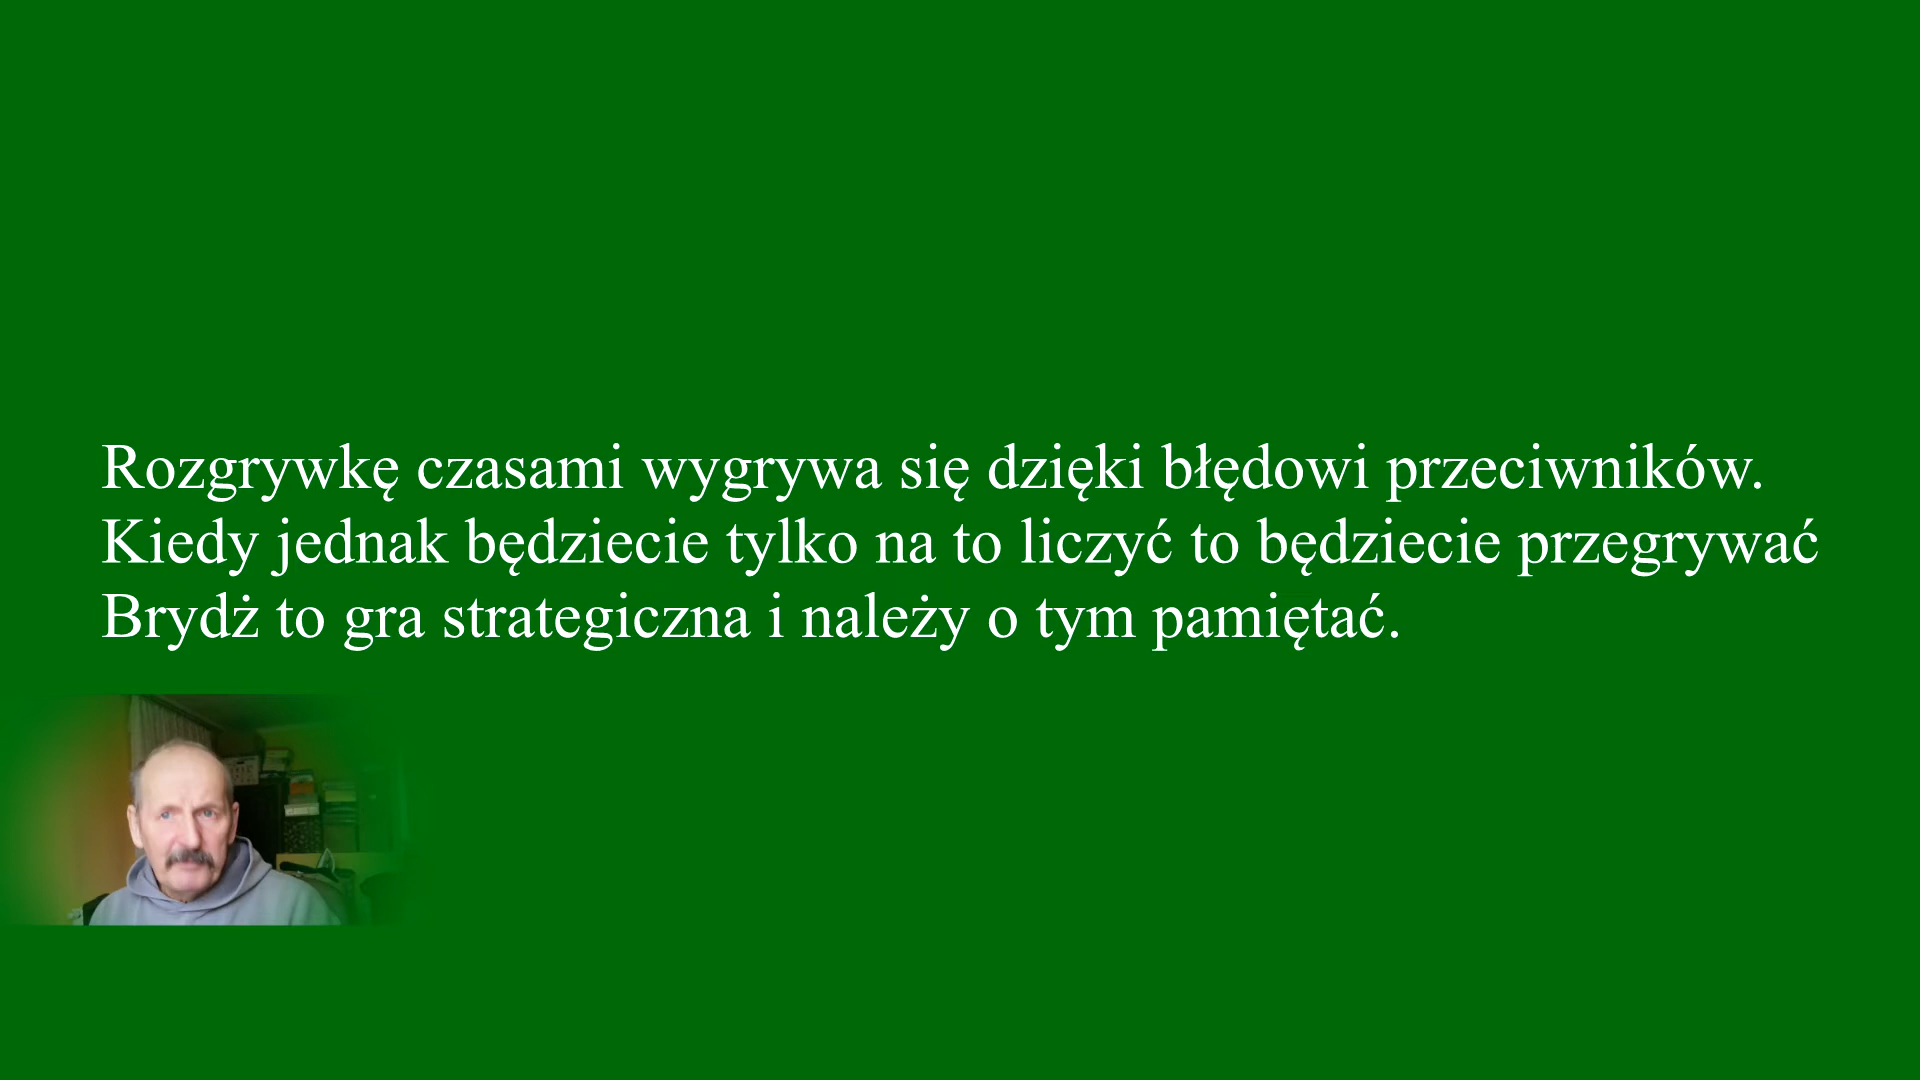 Rozgrywkę czasami wygrywa się dzięki błędowi przeciwników.
Kiedy jednak będziecie tylko na to liczyć to będziecie przegrywać
Brydż to gra strategiczna i należy o tym pamiętać.